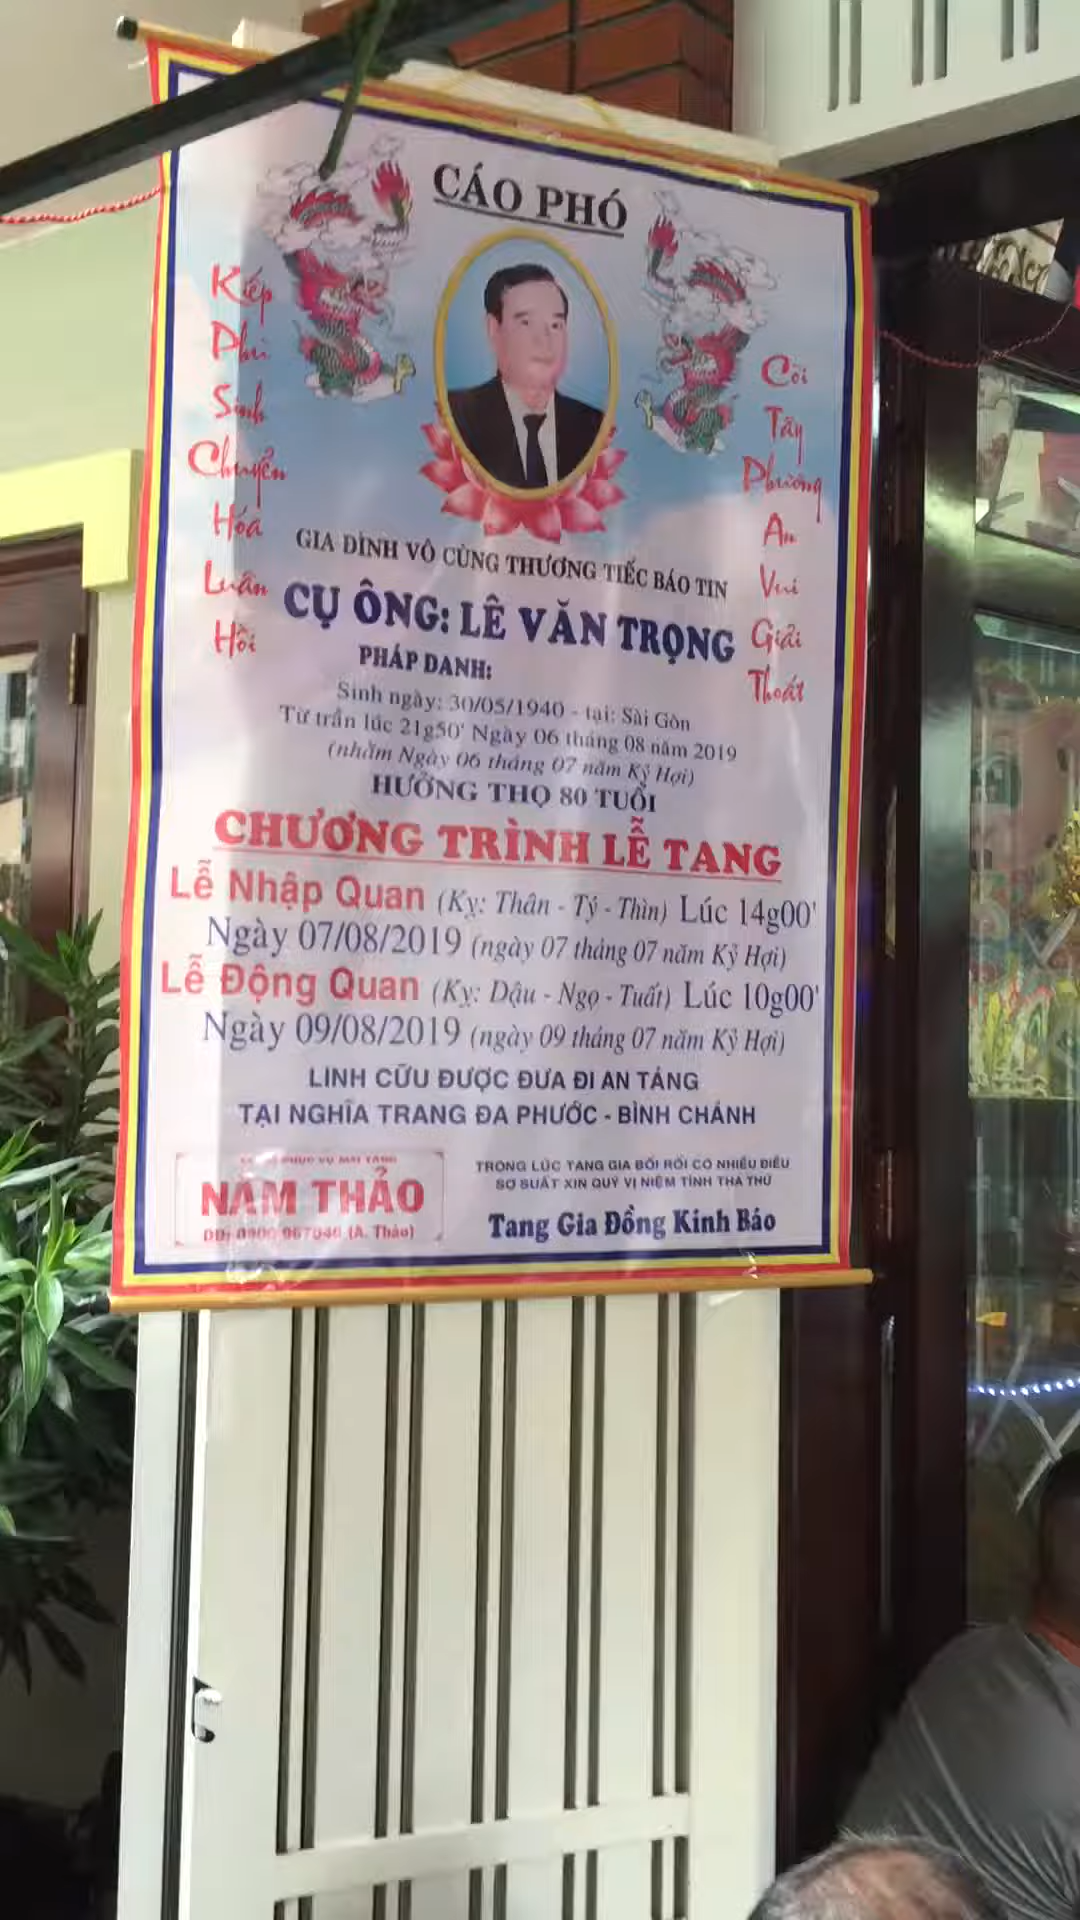 CÁO PHÓ
Kiếp
Phù
Sinh
Chuyển
Hóa
Luân
Hồi
Cõi
Tây
Phương
An
Vui
Giải
Thoát
GIA ĐÌNH VÔ CÙNG THƯƠNG TIẾC BÁO TIN
CỤ ÔNG: LÊ VĂN TRỌNG
PHÁP DANH:
Sinh ngày: 30/05/1940 - tại: Sài Gòn
Từ trần lúc 21g50' Ngày 06 tháng 08 năm 2019
(nhằm Ngày 06 tháng 07 năm Kỷ Hợi)
HƯỞNG THỌ 80 TUỔI
CHƯƠNG TRÌNH LỄ TANG
Lễ Nhập Quan (Kỵ: Thân - Tý - Thìn) Lúc 14g00'
Ngày 07/08/2019 (ngày 07 tháng 07 năm Kỷ Hợi)
Lễ Động Quan (Kỵ: Dậu - Ngọ - Tuất) Lúc 10g00'
Ngày 09/08/2019 (ngày 09 tháng 07 năm Kỷ Hợi)
LINH CỮU ĐƯỢC ĐƯA ĐI AN TÁNG
TẠI NGHĨA TRANG ĐA PHƯỚC - BÌNH CHÁNH
PHỤC VỤ MAI TÁNG
NĂM THẢO
(A. Thảo)
TRONG LÚC TANG GIA BỐI RỐI CÓ NHIỀU ĐIỀU
SƠ SUẤT XIN QUÝ VỊ NIỆM TÌNH THA THỨ
Tang Gia Đồng Kính Báo